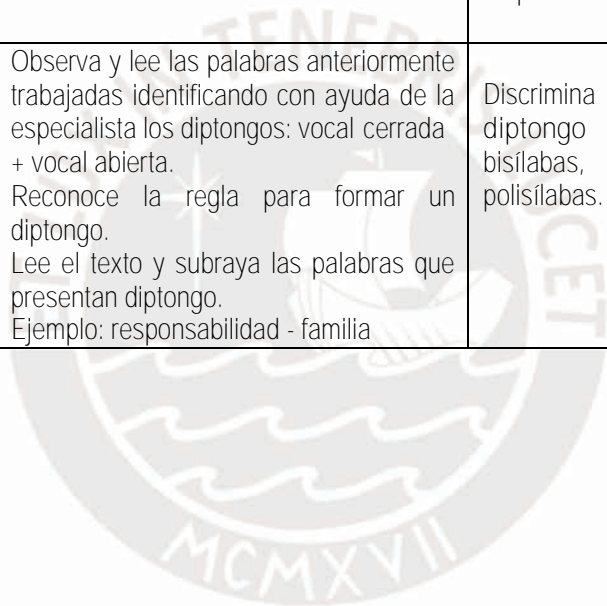 Observa y lee las palabras anteriormente
trabajadas identificando con ayuda de la
especialista los diptongos: vocal cerrada
+ vocal abierta.
Reconoce la regla para formar un
diptongo.
Lee el texto y subraya las palabras que
presentan diptongo.
Ejemplo: responsabilidad - familia
Discrimina
diptongo
bisílabas,
polisílabas.
MCMXVII